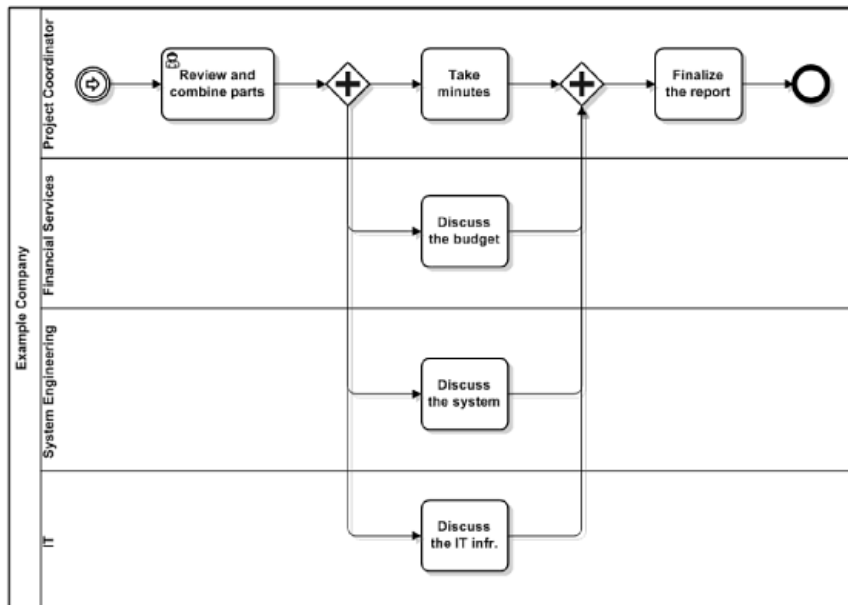 Example Company
Project Coordinator
Review and
combine parts
Take
minutes
Finalize
the report
Financial Services
Discuss
the budget
System Engineering
Discuss
the system
IT
Discuss
the IT infr.